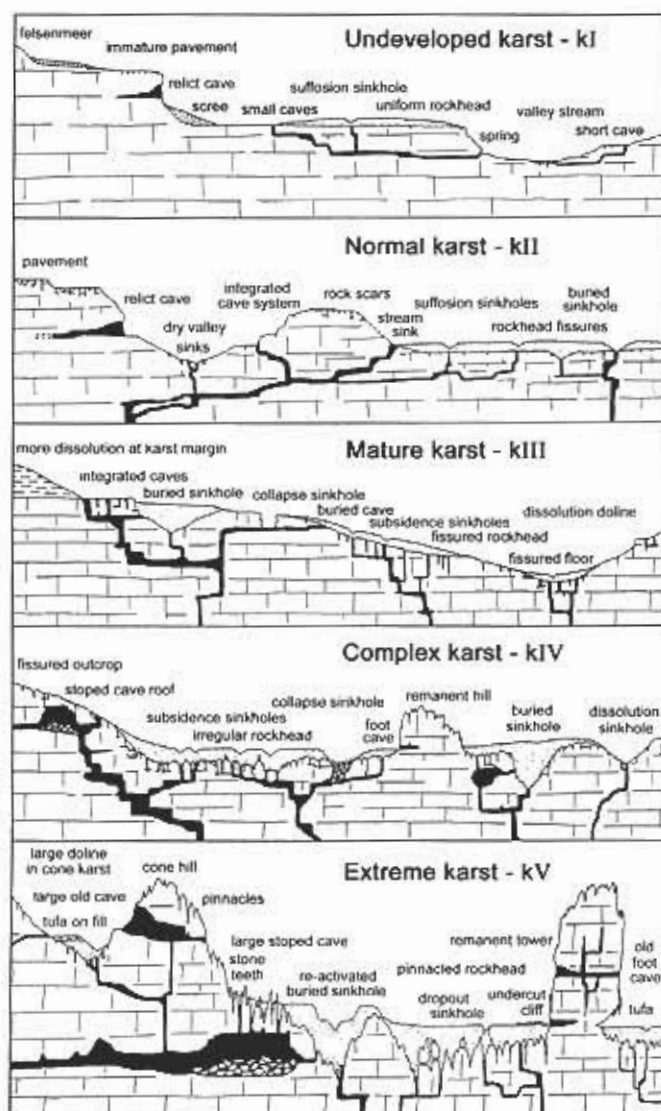 Undeveloped karst - kI
felsenmeer
immature pavement
relict cave
scree
small caves
suffosion sinkhole
uniform rockhead
spring
valley stream
short cave
Normal karst - kII
pavement
relict cave
dry valley
sinks
integrated
cave system
rock scars
stream
sink
suffosion sinkholes
rockhead fissures
buried
sinkhole
Mature karst - kIII
more dissolution at karst margin
integrated caves
buried sinkhole
collapse sinkhole
buried cave
subsidence sinkholes
fissured rockhead
dissolution doline
fissured floor
Complex karst - kIV
fissured outcrop
stoped cave roof
subsidence sinkholes
irregular rockhead
collapse sinkhole
foot
cave
remanent hill
buried
sinkhole
dissolution
sinkhole
Extreme karst - kV
large doline
in cone karst
large old cave
tufa on fill
cone hill
pinnacles
large stoped cave
stone
teeth
re-activated
buried sinkhole
remanent tower
pinnacled rockhead
dropout
sinkhole
undercut
cliff
old
foot
cave
tufa